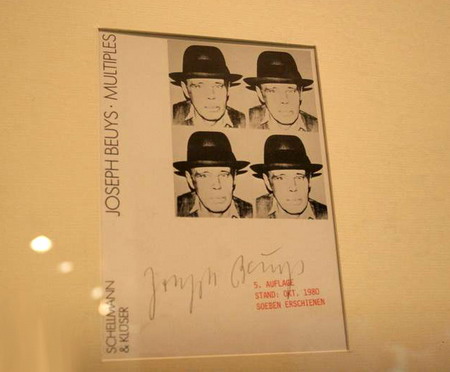 JOSEPH BEUYS · MULTIPLES
SCHELLMANN
& KLÜSER
Joseph Beuys
5. AUFLAGE
STAND: OKT. 1980
SOEBEN ERSCHIENEN